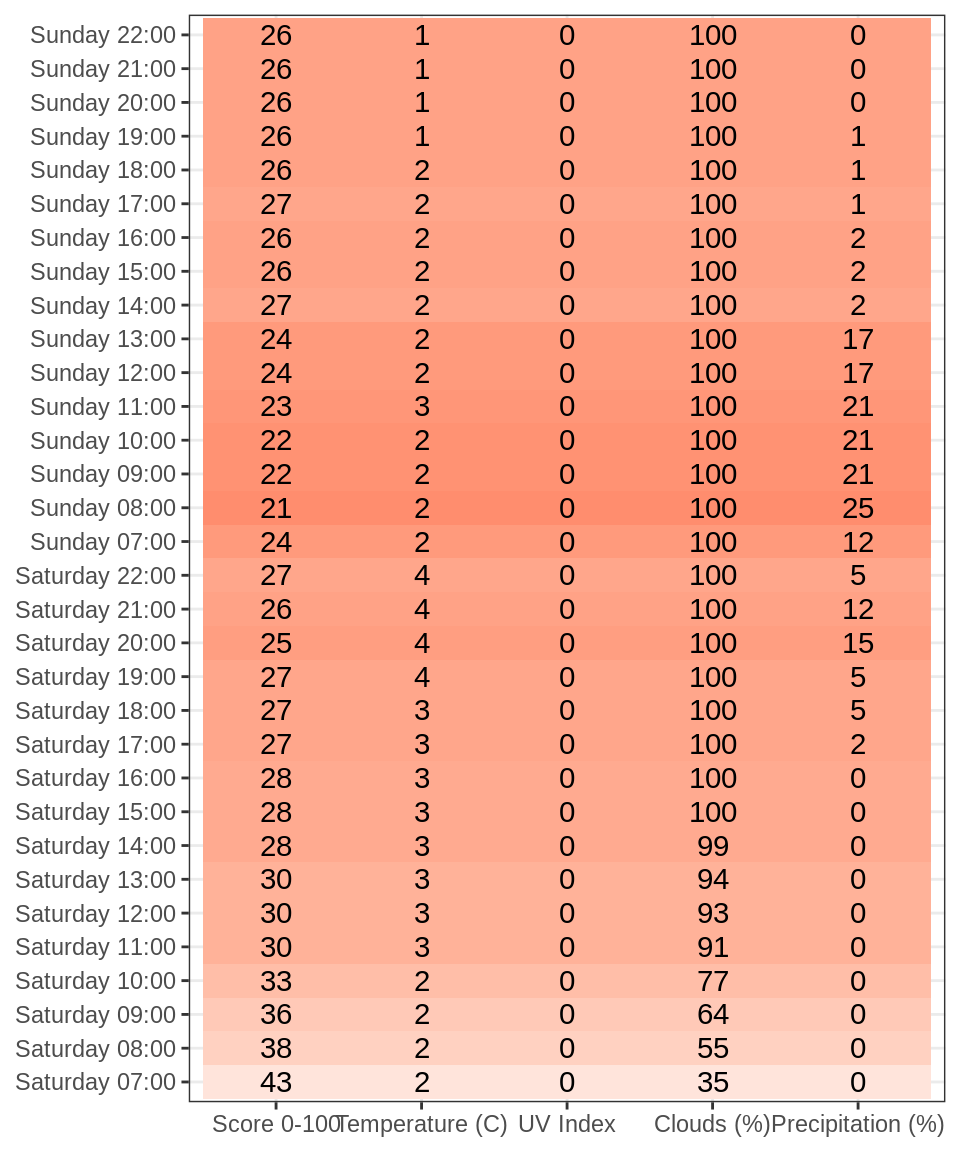 Sunday 22:00 26 1 0 100 0
Sunday 21:00 26 1 0 100 0
Sunday 20:00 26 1 0 100 0
Sunday 19:00 26 1 0 100 1
Sunday 18:00 26 2 0 100 1
Sunday 17:00 27 2 0 100 1
Sunday 16:00 26 2 0 100 2
Sunday 15:00 26 2 0 100 2
Sunday 14:00 27 2 0 100 2
Sunday 13:00 24 2 0 100 17
Sunday 12:00 24 2 0 100 17
Sunday 11:00 23 3 0 100 21
Sunday 10:00 22 2 0 100 21
Sunday 09:00 22 2 0 100 21
Sunday 08:00 21 2 0 100 25
Sunday 07:00 24 2 0 100 12
Saturday 22:00 27 4 0 100 5
Saturday 21:00 26 4 0 100 12
Saturday 20:00 25 4 0 100 15
Saturday 19:00 27 4 0 100 5
Saturday 18:00 27 3 0 100 5
Saturday 17:00 27 3 0 100 2
Saturday 16:00 28 3 0 100 0
Saturday 15:00 28 3 0 100 0
Saturday 14:00 28 3 0 99 0
Saturday 13:00 30 3 0 94 0
Saturday 12:00 30 3 0 93 0
Saturday 11:00 30 3 0 91 0
Saturday 10:00 33 2 0 77 0
Saturday 09:00 36 2 0 64 0
Saturday 08:00 38 2 0 55 0
Saturday 07:00 43 2 0 35 0
Score 0-100 Temperature (C) UV Index Clouds (%) Precipitation (%)